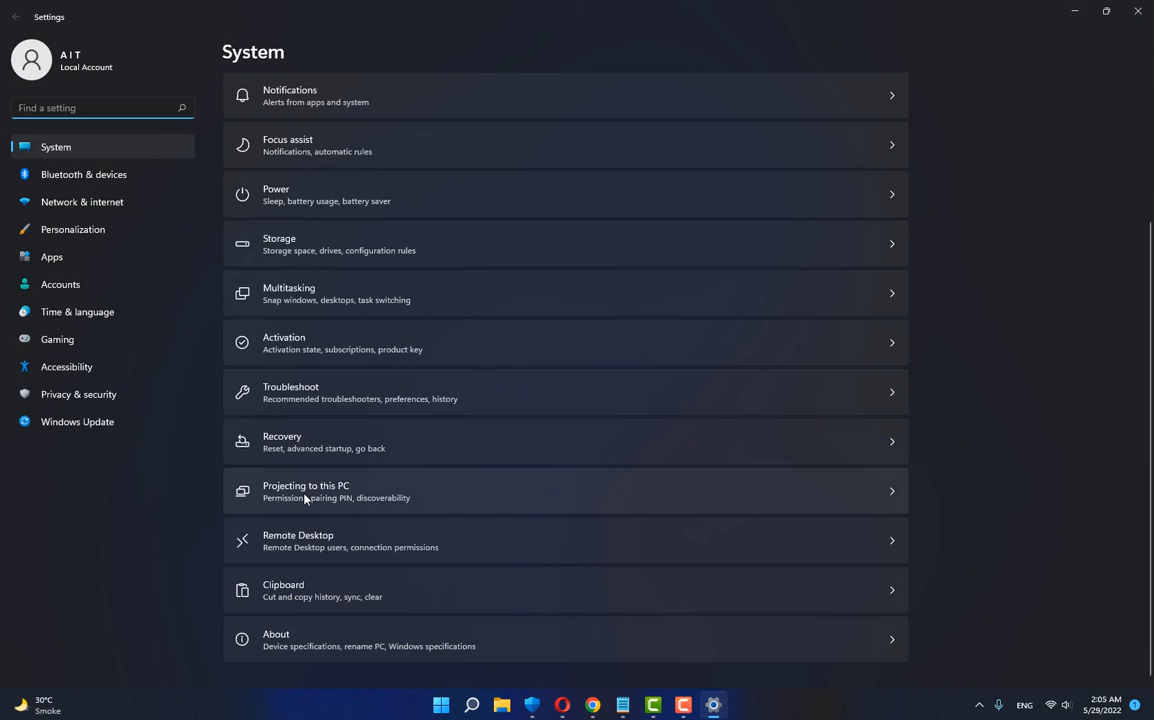 Settings
A I T
Local Account
Find a setting
System
Bluetooth & devices
Network & internet
Personalization
Apps
Accounts
Time & language
Gaming
Accessibility
Privacy & security
Windows Update
System
Notifications
Alerts from apps and system
Focus assist
Notifications, automatic rules
Power
Sleep, battery usage, battery saver
Storage
Storage space, drives, configuration rules
Multitasking
Snap windows, desktops, task switching
Activation
Activation state, subscriptions, product key
Troubleshoot
Recommended troubleshooters, preferences, history
Recovery
Reset, advanced startup, go back
Projecting to this PC
Permissions, pairing PIN, discoverability
Remote Desktop
Remote Desktop users, connection permissions
Clipboard
Cut and copy history, sync, clear
About
Device specifications, rename PC, Windows specifications
30°C
Smoke
ENG
2:05 AM
5/29/2022
1